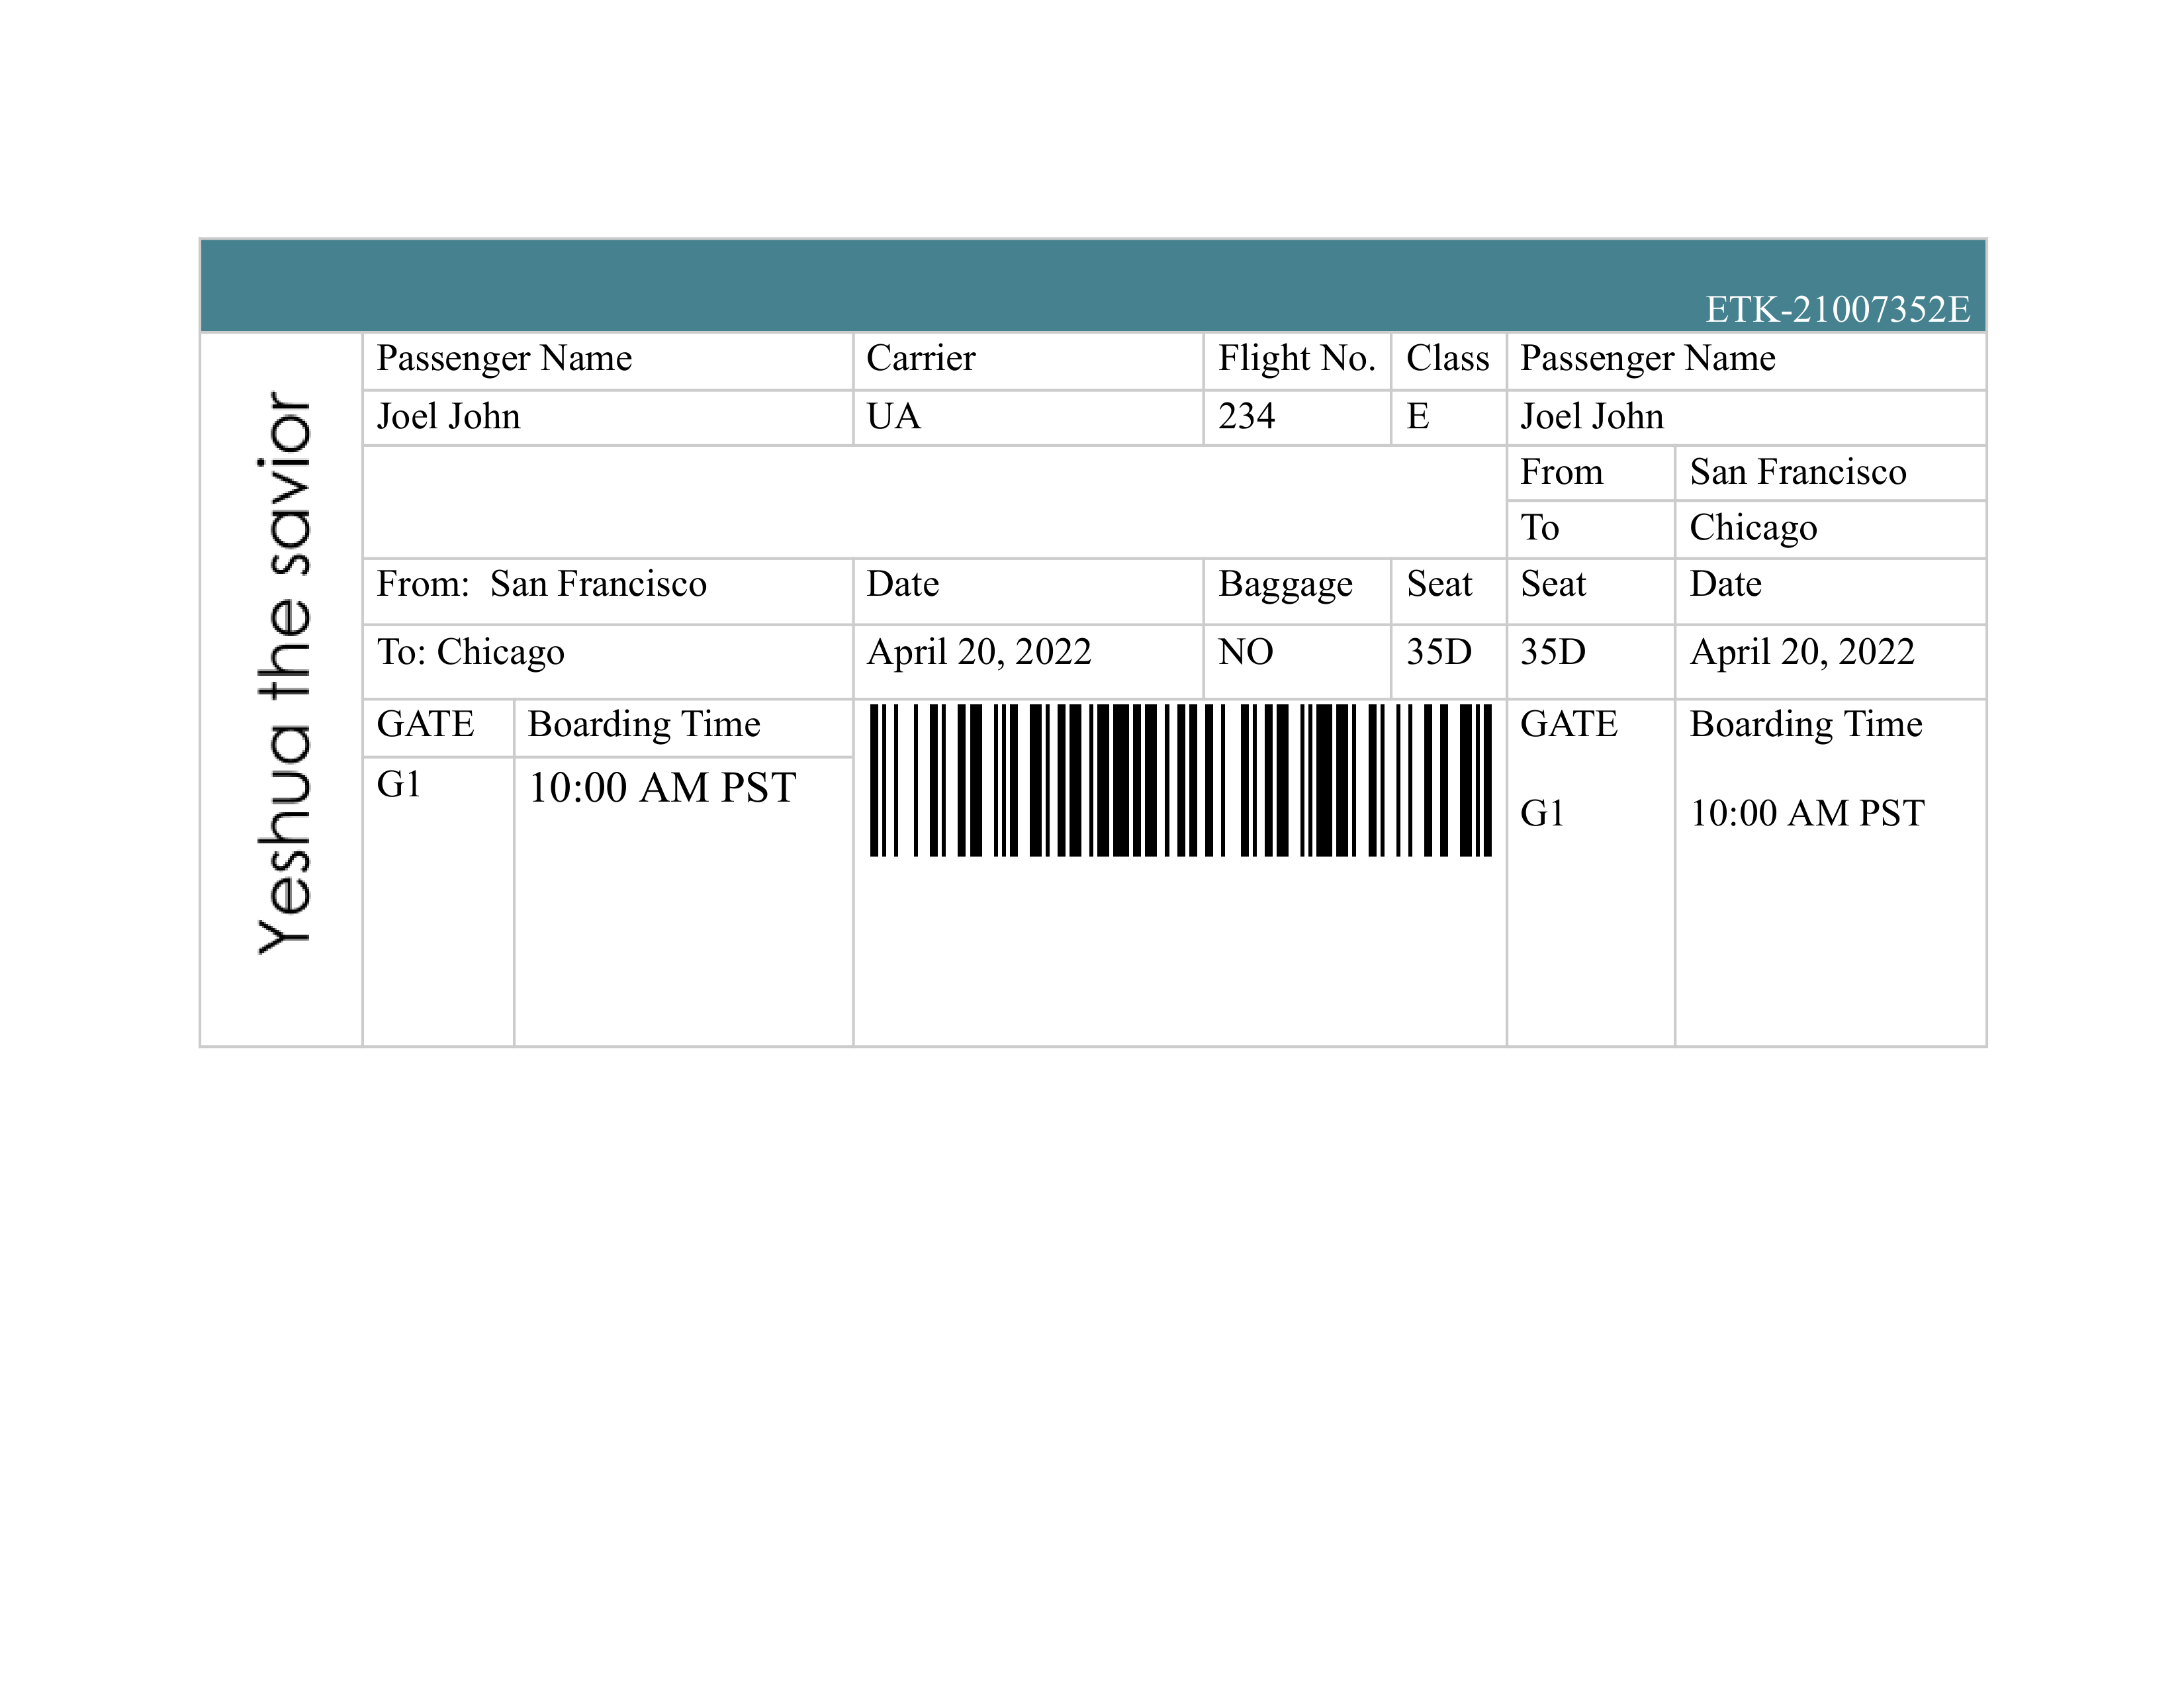 ETK-21007352E
Yeshua the savior
Passenger Name Carrier Flight No. Class Passenger Name
Joel John UA 234 E Joel John
From San Francisco
To Chicago
From: San Francisco Date Baggage Seat Seat Date
To: Chicago April 20, 2022 NO 35D 35D April 20, 2022
GATE Boarding Time GATE Boarding Time
G1 10:00 AM PST G1 10:00 AM PST